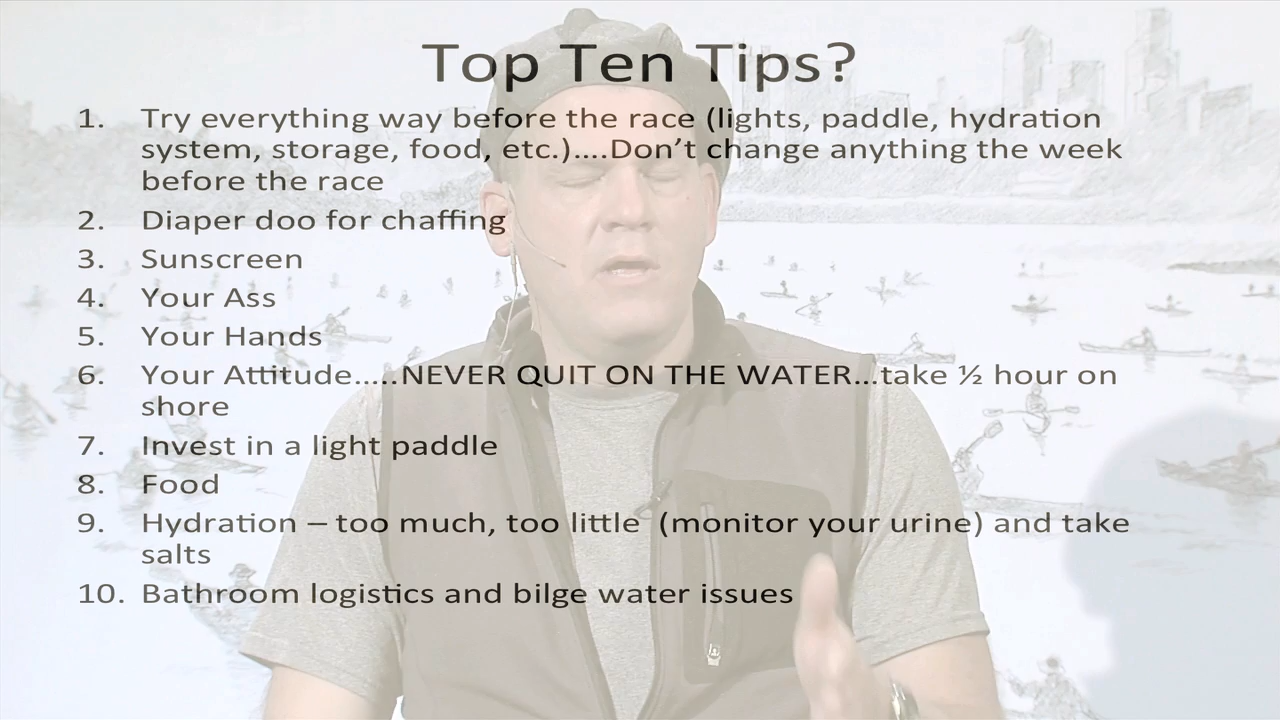 Top Ten Tips?
1. Try everything way before the race (lights, paddle, hydration
system, storage, food, etc.)....Don't change anything the week
before the race
2. Diaper doo for chaffing
3. Sunscreen
4. Your Ass
5. Your Hands
6. Your Attitude.....NEVER QUIT ON THE WATER...take ½ hour on
shore
7. Invest in a light paddle
8. Food
9. Hydration – too much, too little (monitor your urine) and take
salts
10. Bathroom logistics and bilge water issues